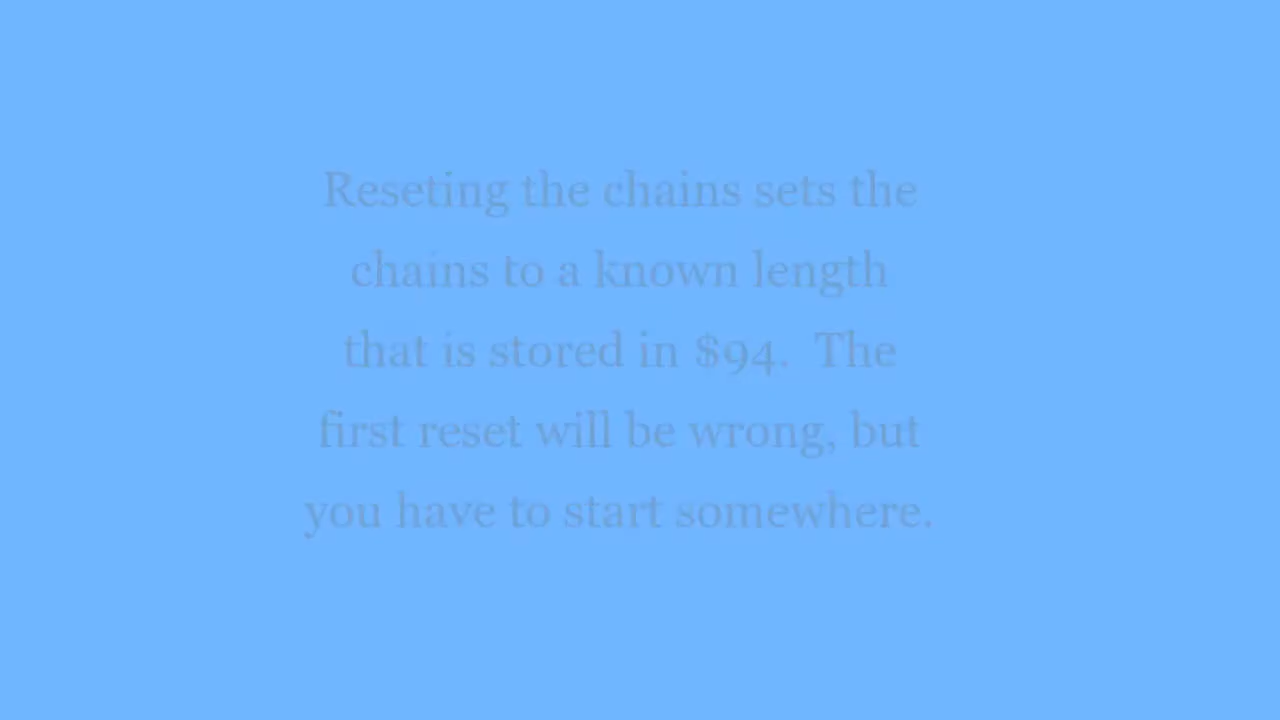 Reseting the chains sets the
chains to a known length
that is stored in $94.  The
first reset will be wrong, but
you have to start somewhere.